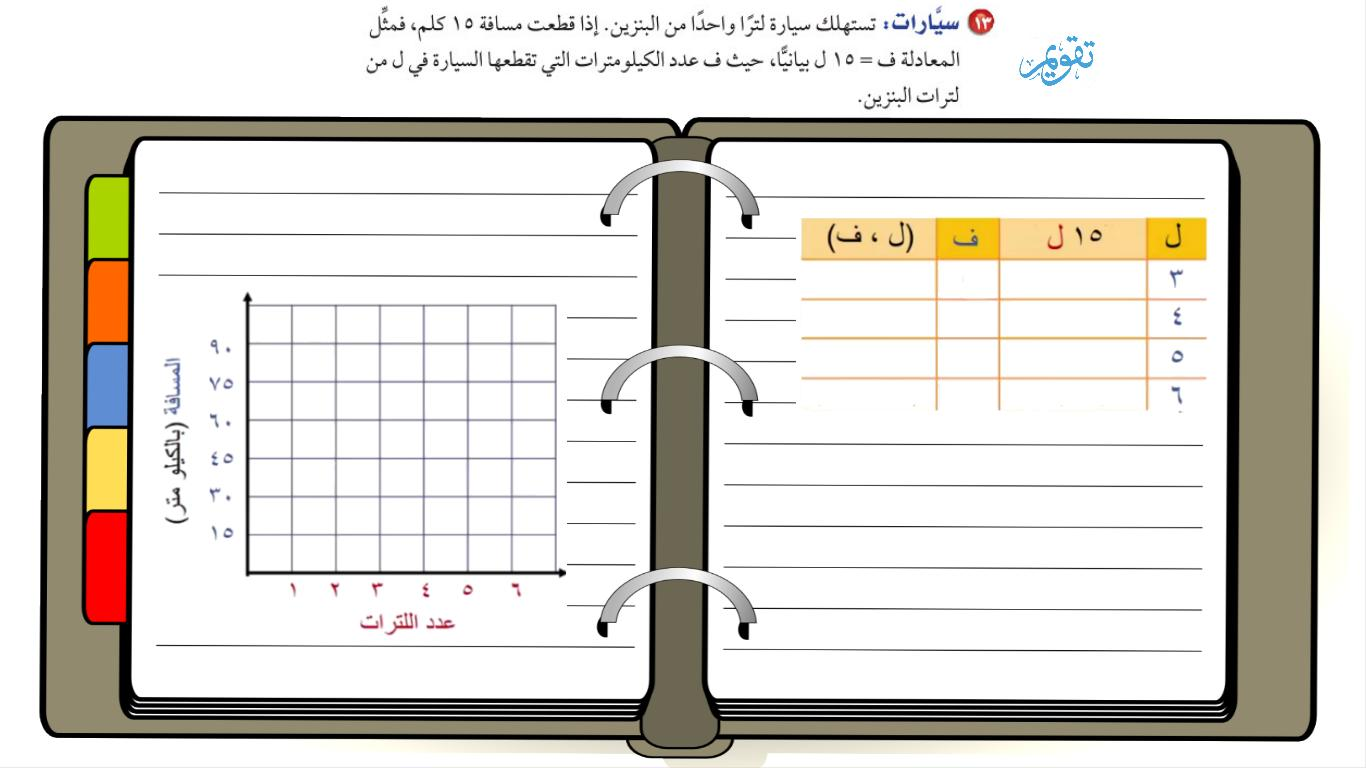 ١٣ سيَّارات: تستهلك سيارة لترًا واحدًا من البنزين. إذا قطعت مسافة ١٥ كلم، فمثِّل
المعادلة ف = ١٥ ل بيانيًّا، حيث ف عدد الكيلومترات التي تقطعها السيارة في ل من
لترات البنزين.
تقويم
ل ١٥ ل ف (ل ، ف)
٣
٤
٥
٦
المسافة (بالكيلو متر)
٩٠
٧٥
٦٠
٤٥
٣٠
١٥
١ ٢ ٣ ٤ ٥ ٦
عدد اللترات